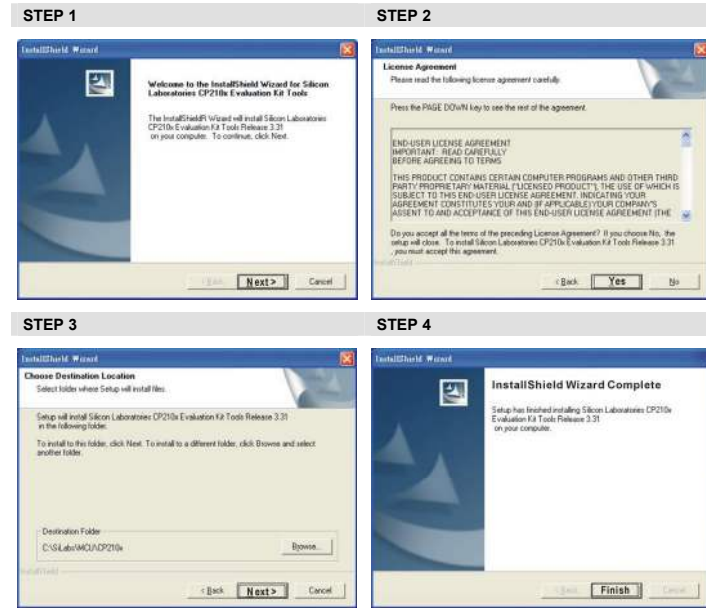 STEP 1
InstallShield Wizard
Welcome to the InstallShield Wizard for Silicon
Laboratories CP210x Evaluation Kit Tools
The InstallShieldR Wizard will install Silicon Laboratories
CP210x Evaluation Kit Tools Release 3.31
on your computer. To continue, click Next.
< Back
Next >
Cancel
STEP 2
InstallShield Wizard
License Agreement
Please read the following license agreement carefully.
Press the PAGE DOWN key to see the rest of the agreement.
END-USER LICENSE AGREEMENT
IMPORTANT: READ CAREFULLY
BEFORE AGREEING TO TERMS
THIS PRODUCT CONTAINS CERTAIN COMPUTER PROGRAMS AND OTHER THIRD
PARTY PROPRIETARY MATERIAL ("LICENSED PRODUCT"), THE USE OF WHICH IS
SUBJECT TO THIS END-USER LICENSE AGREEMENT. INDICATING YOUR
AGREEMENT CONSTITUTES YOUR AND (IF APPLICABLE) YOUR COMPANY'S
ASSENT TO AND ACCEPTANCE OF THIS END-USER LICENSE AGREEMENT (THE
Do you accept all the terms of the preceding License Agreement? If you choose No, the
setup will close. To install Silicon Laboratories CP210x Evaluation Kit Tools Release 3.31
, you must accept this agreement.
InstallShield
< Back
Yes
No
STEP 3
InstallShield Wizard
Choose Destination Location
Select folder where Setup will install files.
Setup will install Silicon Laboratories CP210x Evaluation Kit Tools Release 3.31
in the following folder.
To install to this folder, click Next. To install to a different folder, click Browse and select
another folder.
Destination Folder
C:\SiLabs\MCU\CP210x
Browse...
InstallShield
< Back
Next >
Cancel
STEP 4
InstallShield Wizard
InstallShield Wizard Complete
Setup has finished installing Silicon Laboratories CP210x
Evaluation Kit Tools Release 3.31
on your computer.
< Back
Finish
Cancel